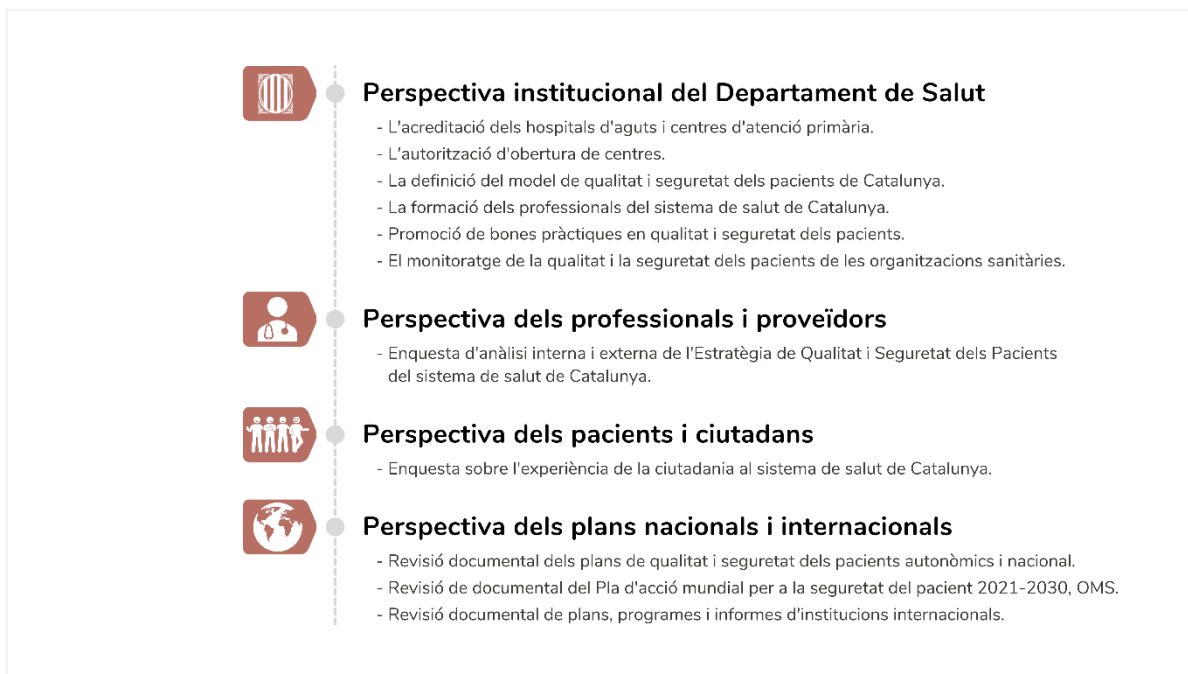 Perspectiva institucional del Departament de Salut
- L'acreditació dels hospitals d'aguts i centres d'atenció primària.
- L'autorització d'obertura de centres.
- La definició del model de qualitat i seguretat dels pacients de Catalunya.
- La formació dels professionals del sistema de salut de Catalunya.
- Promoció de bones pràctiques en qualitat i seguretat dels pacients.
- El monitoratge de la qualitat i la seguretat dels pacients de les organitzacions sanitàries.
Perspectiva dels professionals i proveïdors
- Enquesta d'anàlisi interna i externa de l'Estratègia de Qualitat i Seguretat dels Pacients
del sistema de salut de Catalunya.
Perspectiva dels pacients i ciutadans
- Enquesta sobre l'experiència de la ciutadania al sistema de salut de Catalunya.
Perspectiva dels plans nacionals i internacionals
- Revisió documental dels plans de qualitat i seguretat dels pacients autonòmics i nacional.
- Revisió de documental del Pla d'acció mundial per a la seguretat del pacient 2021-2030, OMS.
- Revisió documental de plans, programes i informes d'institucions internacionals.